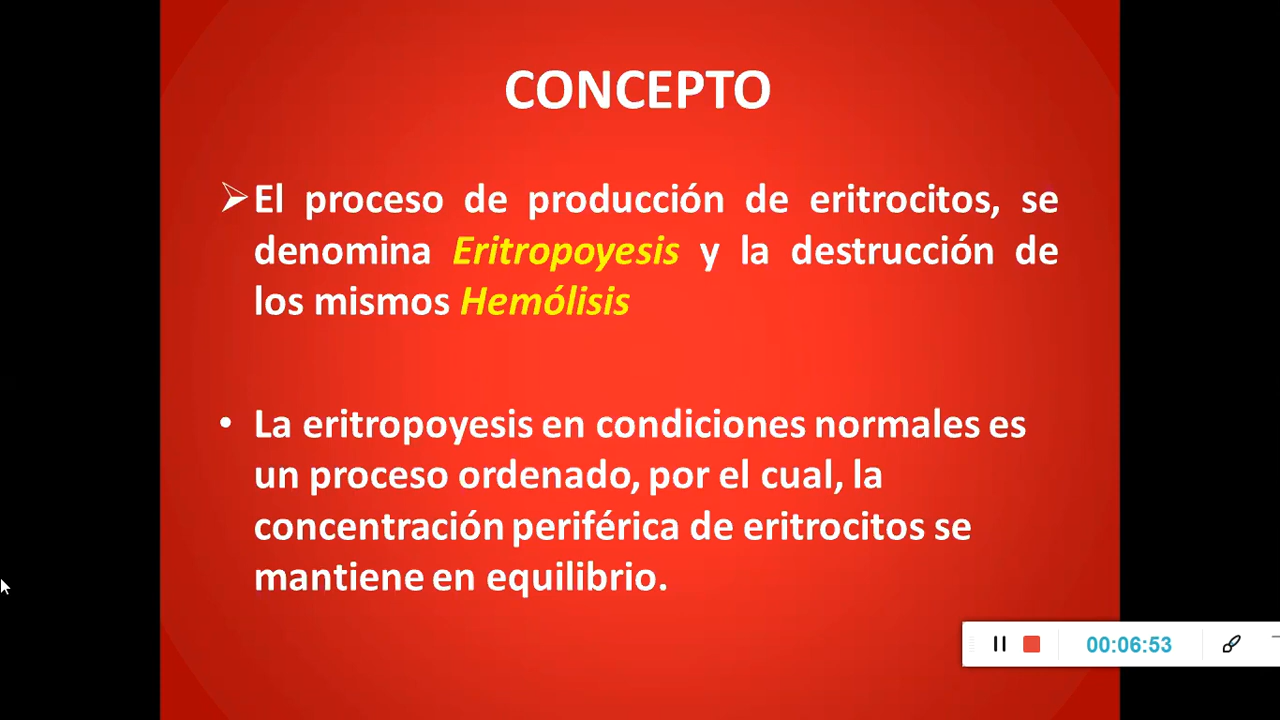 CONCEPTO
➢El proceso de producción de eritrocitos, se
denomina Eritropoyesis y la destrucción de
los mismos Hemólisis
• La eritropoyesis en condiciones normales es
un proceso ordenado, por el cual, la
concentración periférica de eritrocitos se
mantiene en equilibrio.
00:06:53